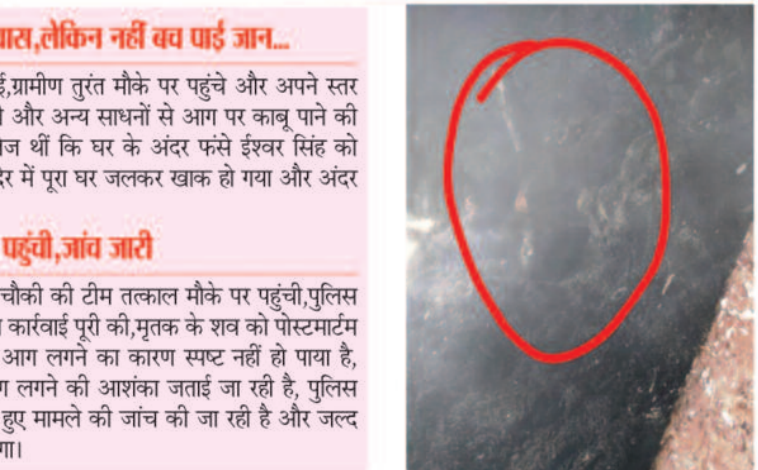 यास,लेकिन नहीं बच पाई जान...
ई,ग्रामीण तुरंत मौके पर पहुंचे और अपने स्तर
और अन्य साधनों से आग पर काबू पाने की
थीं कि घर के अंदर फंसे ईश्वर सिंह को
में पूरा घर जलकर खाक हो गया और अंदर
पहुंची,जांच जारी
चौकी की टीम तत्काल मौके पर पहुंची,पुलिस
कार्रवाई पूरी की,मृतक के शव को पोस्टमार्टम
आग लगने का कारण स्पष्ट नहीं हो पाया है,
लगने की आशंका जताई जा रही है, पुलिस
हुए मामले की जांच की जा रही है और जल्द
गा।